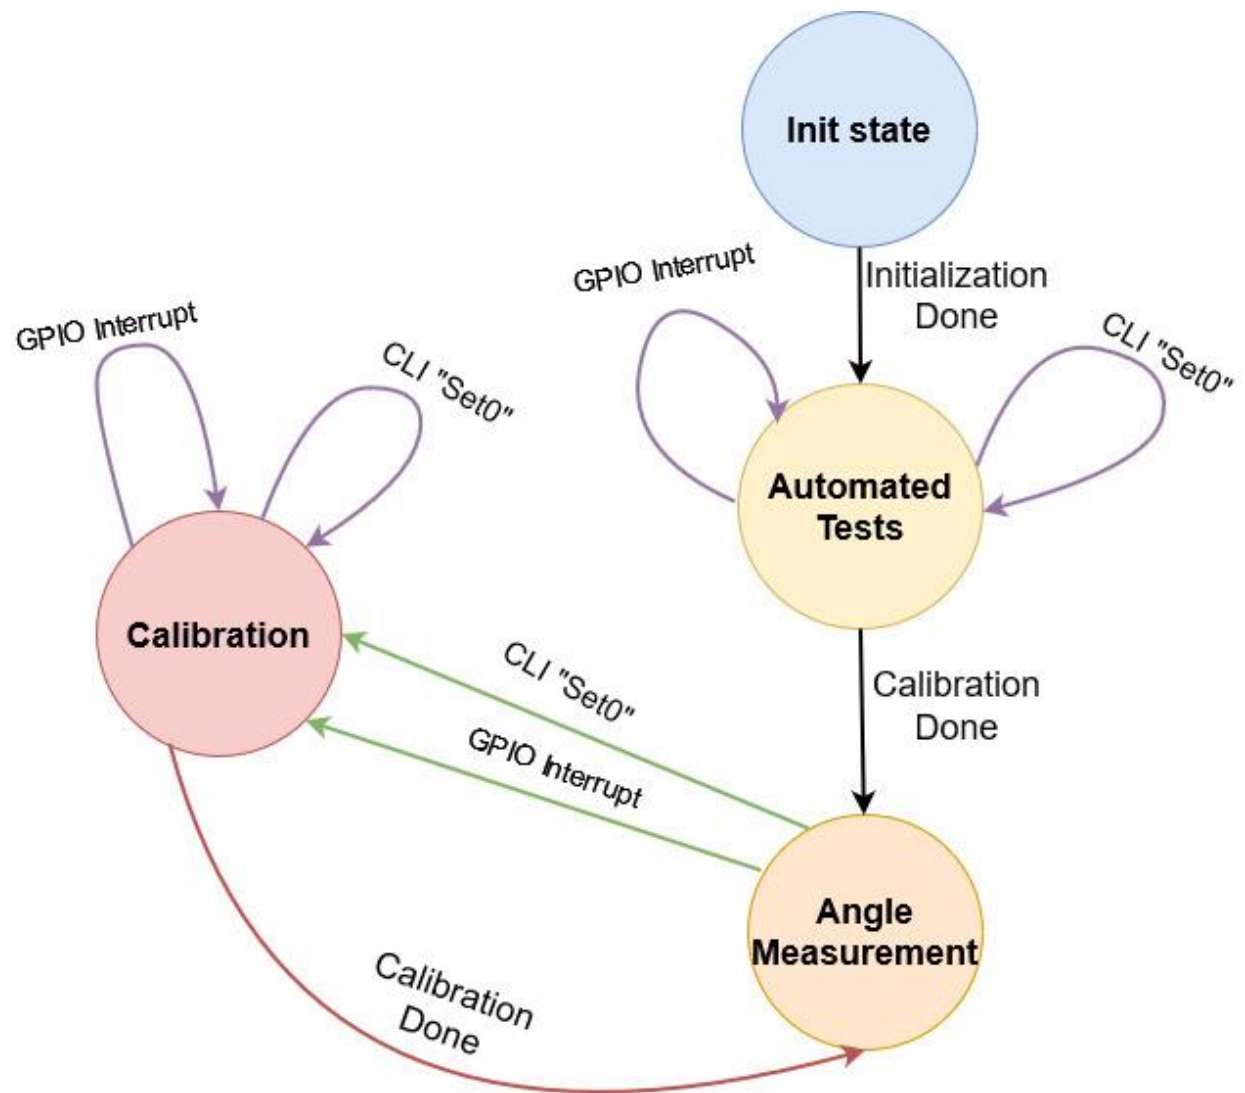 Init state
Initialization
Done
GPIO Interrupt
CLI "Set0"
Automated
Tests
GPIO Interrupt
CLI "Set0"
Calibration
CLI "Set0"
GPIO Interrupt
Calibration
Done
Angle
Measurement
Calibration
Done